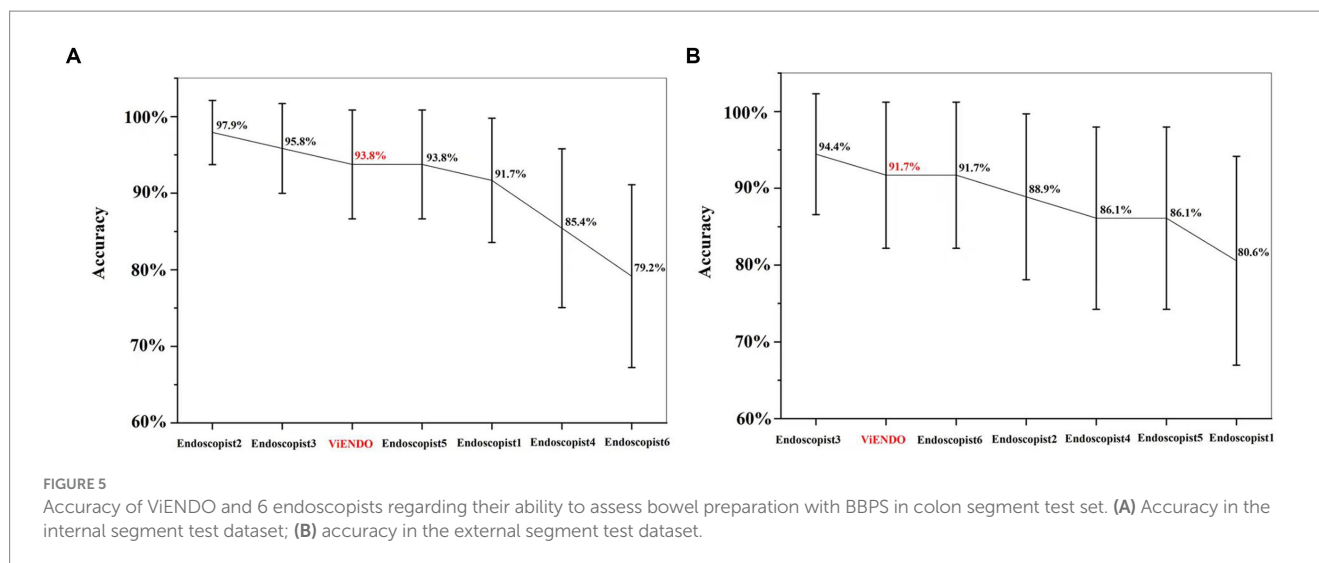 A
Accuracy
100%
90%
80%
70%
60%
97.9%
95.8%
93.8%
93.8%
91.7%
85.4%
79.2%
Endoscopist2 Endoscopist3 ViENDO Endoscopist5 Endoscopist1 Endoscopist4 Endoscopist6
B
Accuracy
100%
90%
80%
70%
60%
94.4%
91.7%
91.7%
88.9%
86.1%
86.1%
80.6%
Endoscopist3 ViENDO Endoscopist6 Endoscopist2 Endoscopist4 Endoscopist5 Endoscopist1
FIGURE 5
Accuracy of ViENDO and 6 endoscopists regarding their ability to assess bowel preparation with BBPS in colon segment test set. (A) Accuracy in the
internal segment test dataset; (B) accuracy in the external segment test dataset.